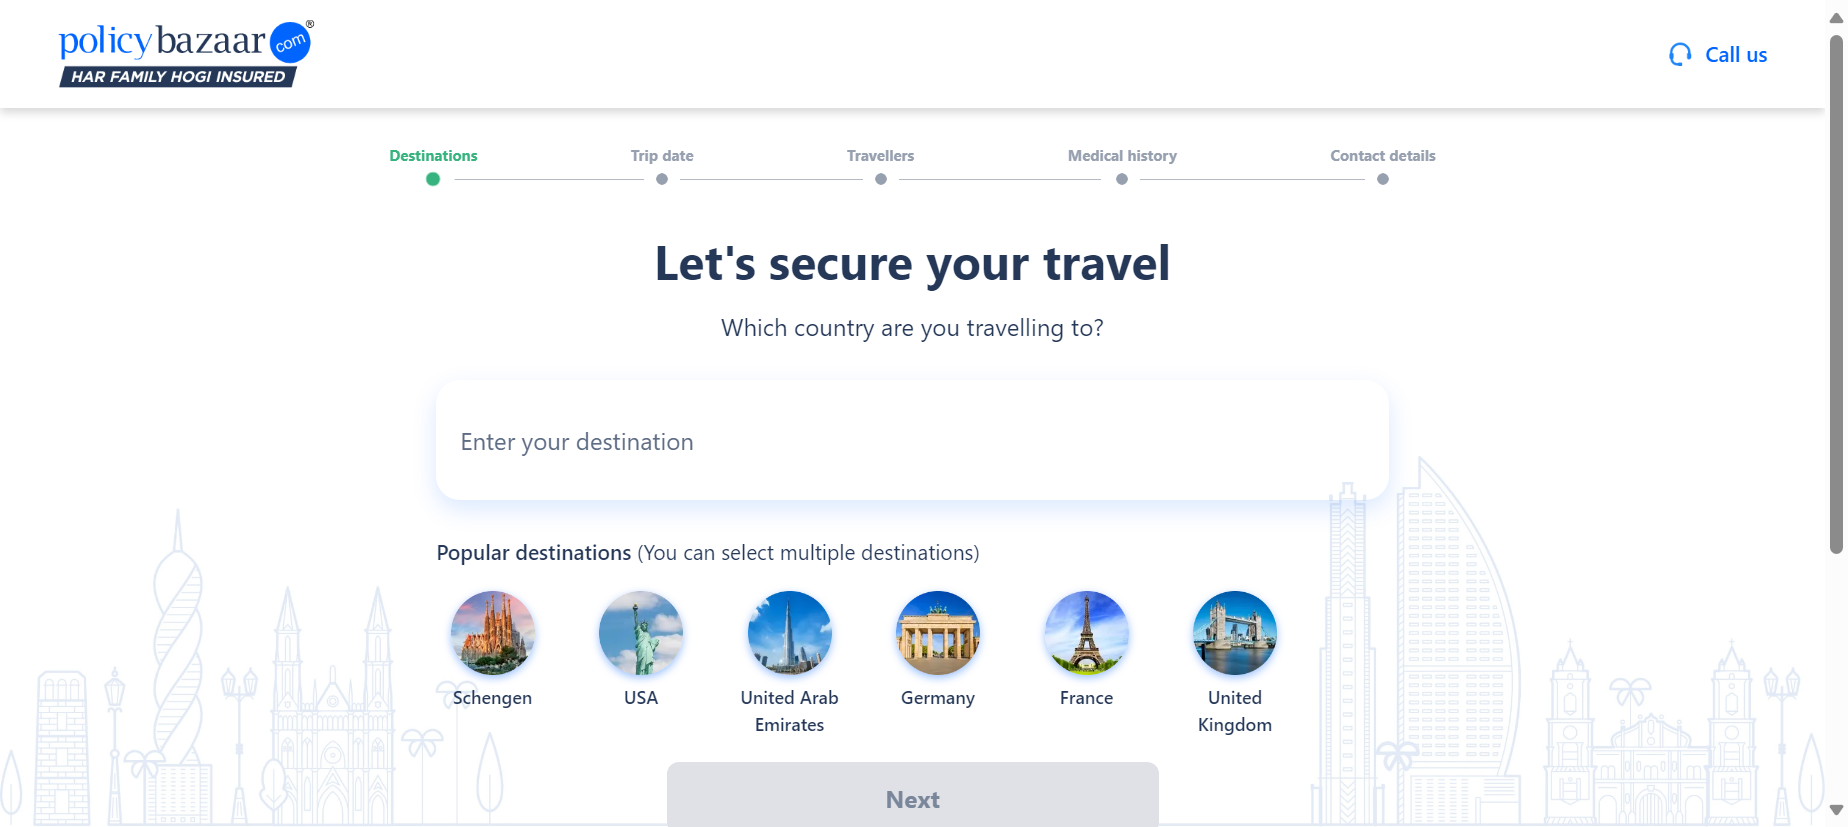 policybazaar com ®
HAR FAMILY HOGI INSURED
Call us
Destinations
Trip date
Travellers
Medical history
Contact details
Let's secure your travel
Which country are you travelling to?
Enter your destination
Popular destinations (You can select multiple destinations)
Schengen
USA
United Arab
Emirates
Germany
France
United
Kingdom
Next